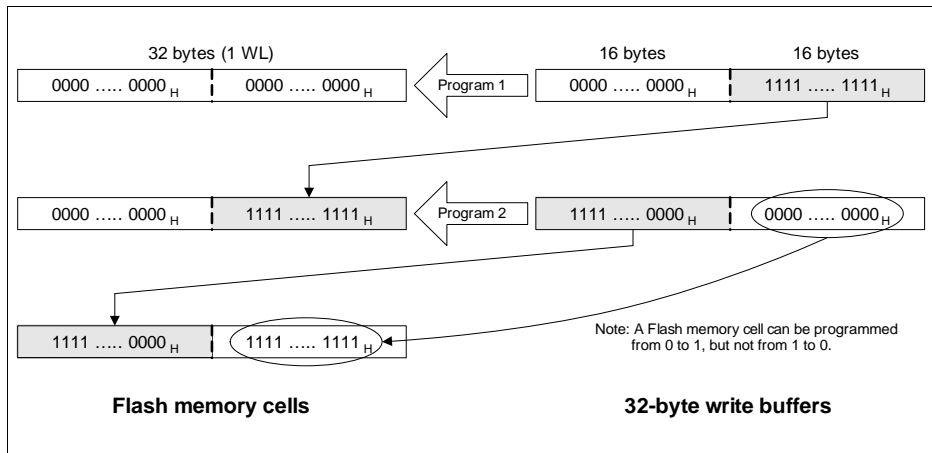 32 bytes (1 WL) 16 bytes 16 bytes
0000 ..... 0000 H 0000 ..... 0000 H Program 1 0000 ..... 0000 H 1111 ..... 1111 H
0000 ..... 0000 H 1111 ..... 1111 H Program 2 1111 ..... 0000 H 0000 ..... 0000 H
1111 ..... 0000 H 1111 ..... 1111 H
Note: A Flash memory cell can be programmed
from 0 to 1, but not from 1 to 0.
Flash memory cells 32-byte write buffers